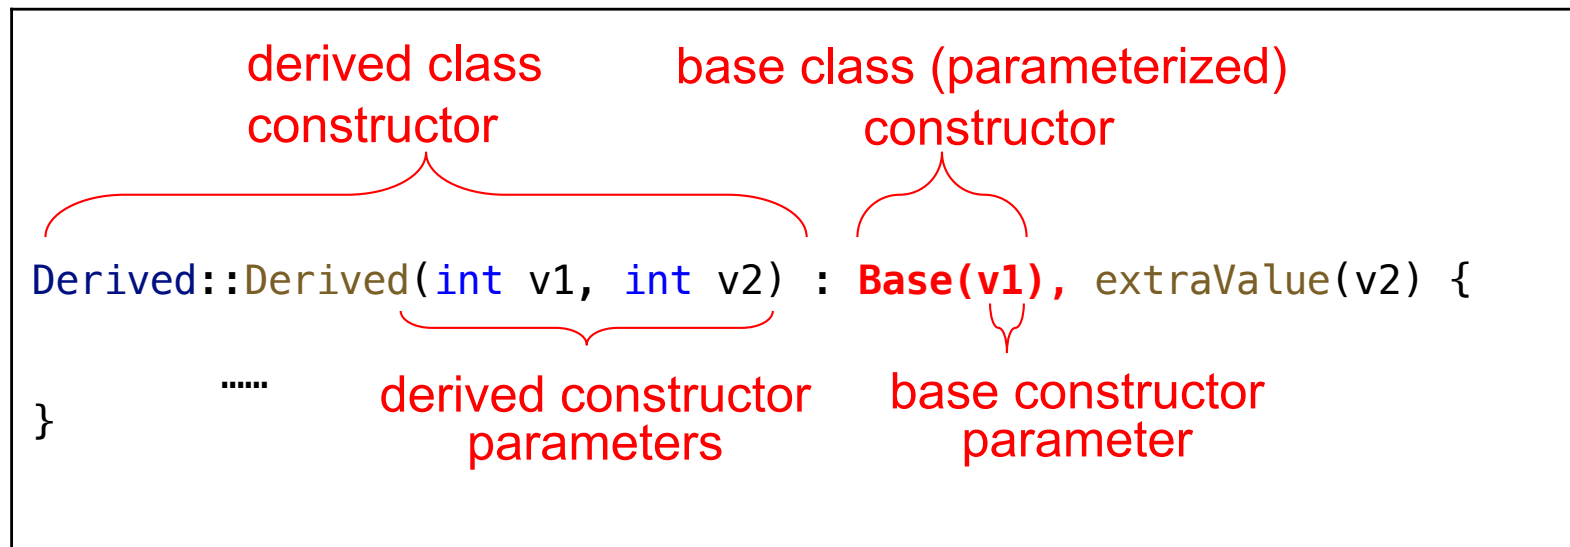 derived class base class (parameterized)
constructor constructor
Derived::Derived(int v1, int v2) : Base(v1), extraValue(v2) {
……
derived constructor base constructor
}
parameters parameter